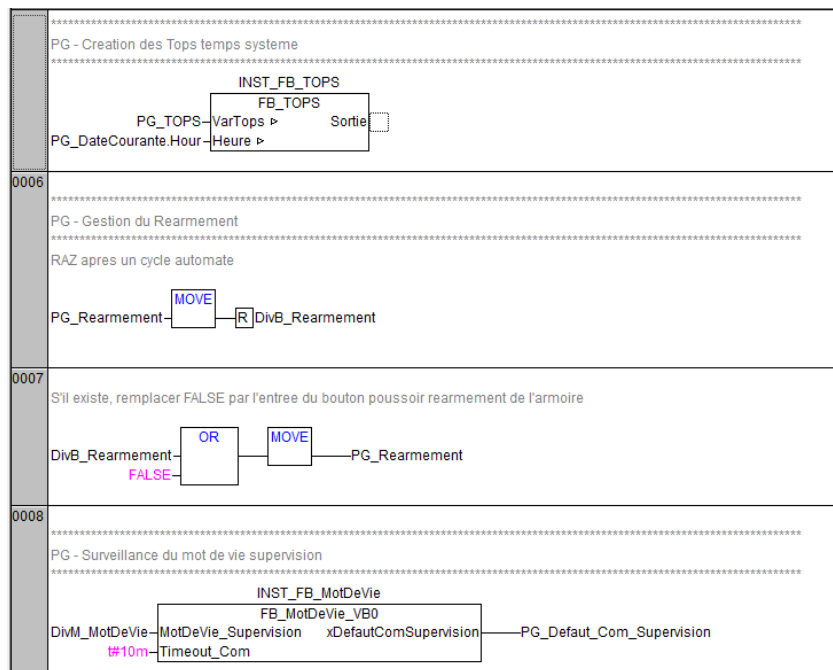 ************************************************************************************************************************************
PG - Creation des Tops temps systeme
************************************************************************************************************************************
INST_FB_TOPS
FB_TOPS
PG_TOPS VarTops Sortie
PG_DateCourante.Hour Heure
0006
************************************************************************************************************************************
PG - Gestion du Rearmement
************************************************************************************************************************************
RAZ apres un cycle automate
MOVE
PG_Rearmement R DivB_Rearmement
0007
S'il existe, remplacer FALSE par l'entree du bouton poussoir rearmement de l'armoire
OR MOVE
DivB_Rearmement PG_Rearmement
FALSE
0008
************************************************************************************************************************************
PG - Surveillance du mot de vie supervision
************************************************************************************************************************************
INST_FB_MotDeVie
FB_MotDeVie_VB0
DivM_MotDeVie MotDeVie_Supervision xDefautComSupervision PG_Defaut_Com_Supervision
t#10m Timeout_Com